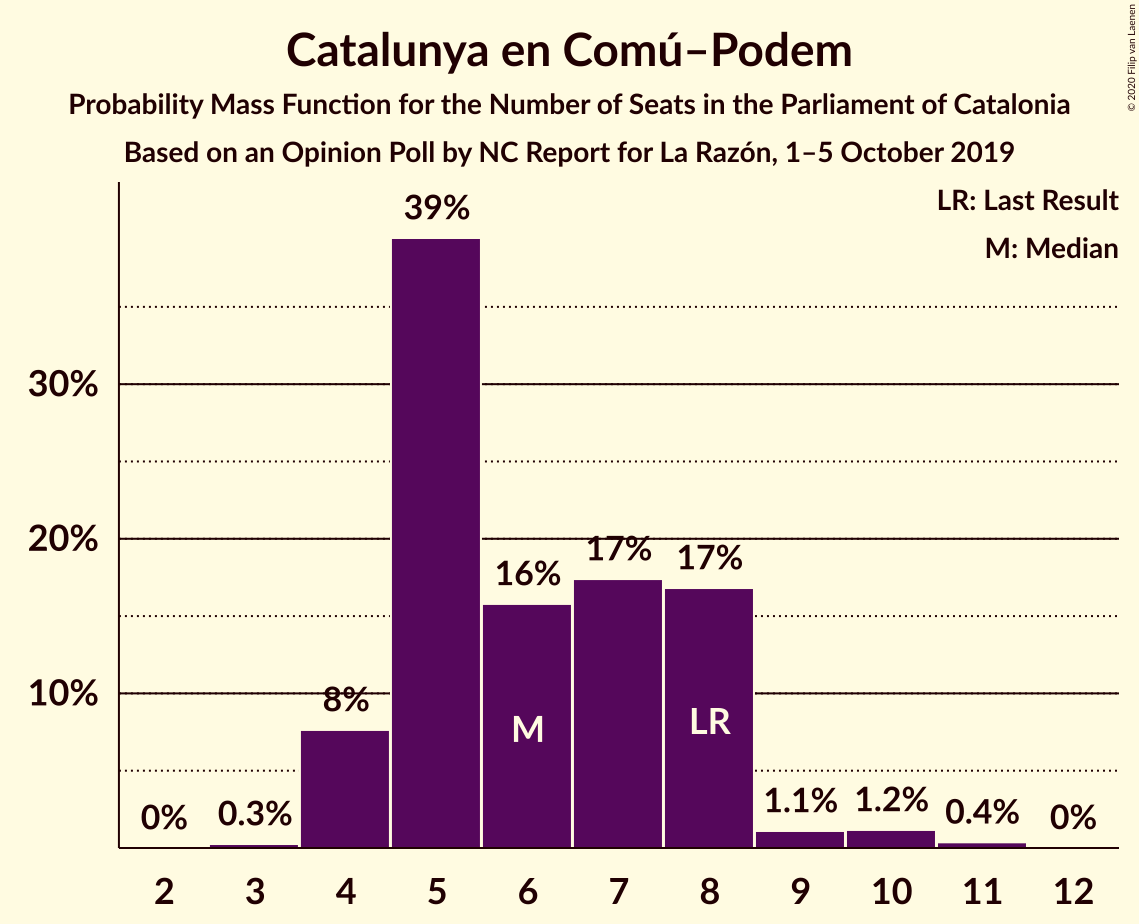 Catalunya en Comú–Podem
Probability Mass Function for the Number of Seats in the Parliament of Catalonia
Based on an Opinion Poll by NC Report for La Razón, 1–5 October 2019
© 2020 Filip van Laenen
LR: Last Result
M: Median
39%
30%
20%
17%
17%
16%
10%
8%
M
LR
0%
0.3%
1.1%
1.2%
0.4%
0%
2 3 4 5 6 7 8 9 10 11 12